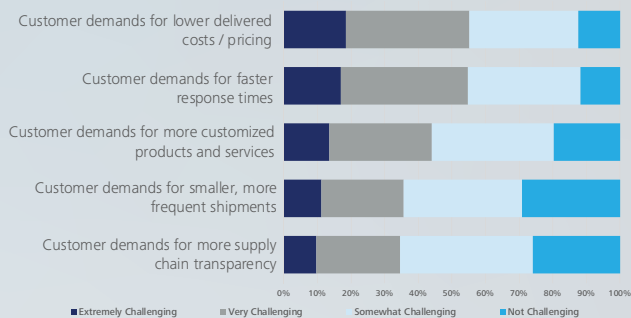 Customer demands for lower delivered
costs / pricing
Customer demands for faster
response times
Customer demands for more customized
products and services
Customer demands for smaller, more
frequent shipments
Customer demands for more supply
chain transparency
0% 10% 20% 30% 40% 50% 60% 70% 80% 90% 100%
Extremely Challenging Very Challenging Somewhat Challenging Not Challenging